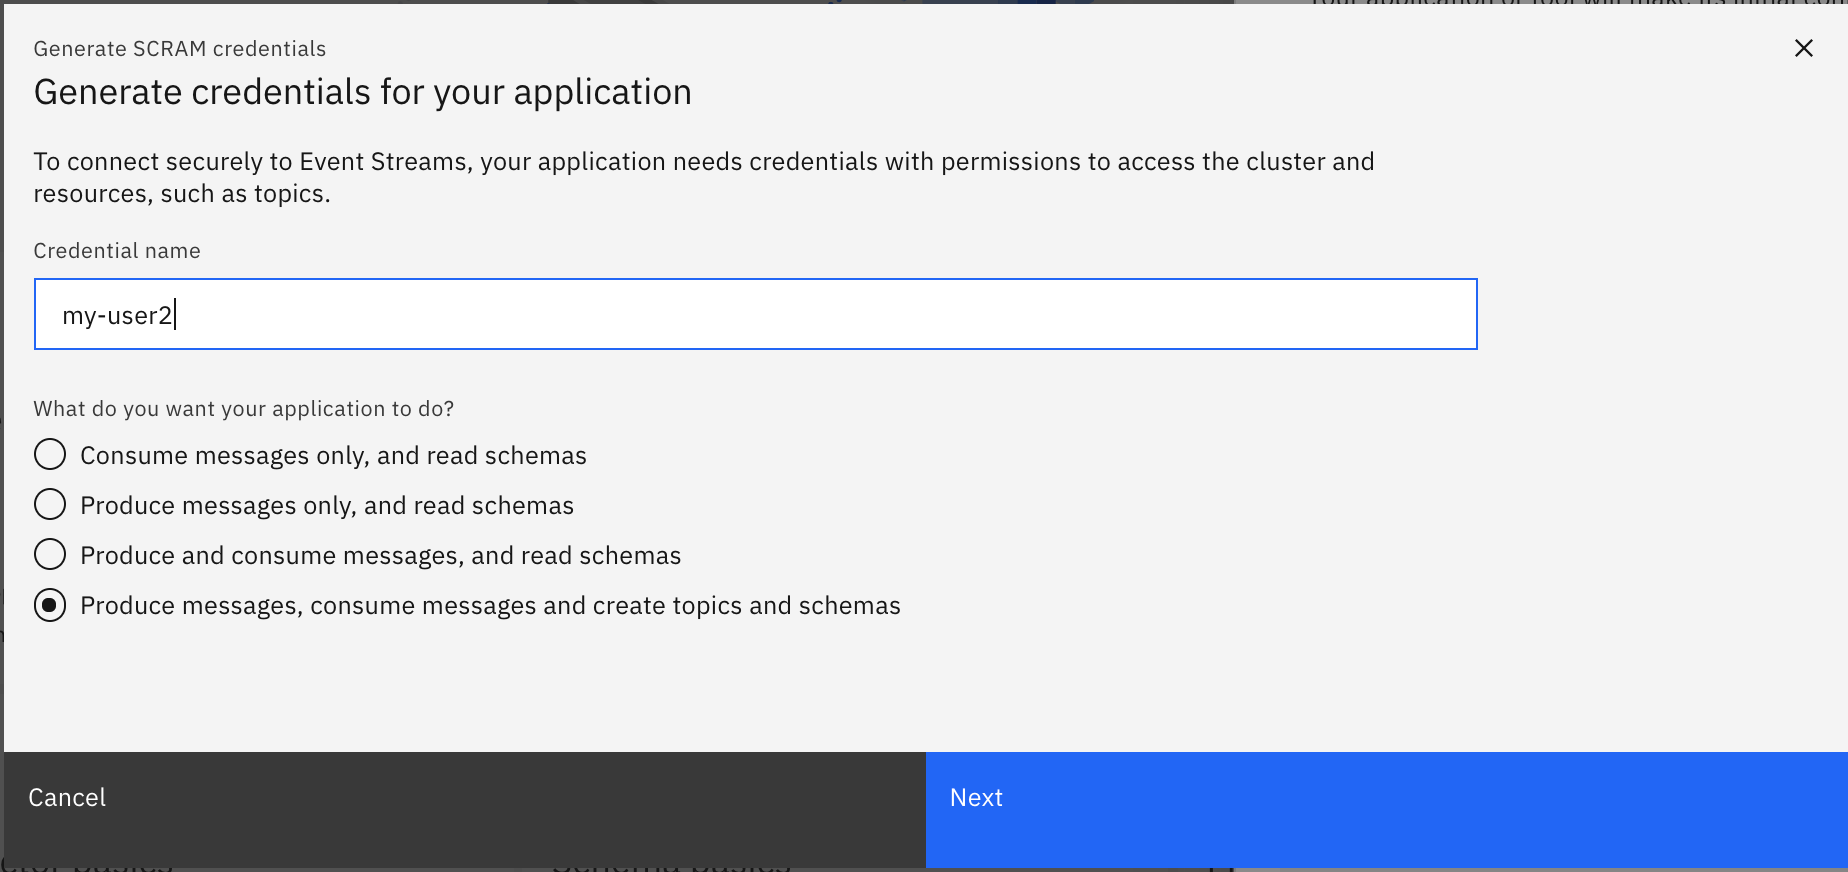 Generate SCRAM credentials
Generate credentials for your application
To connect securely to Event Streams, your application needs credentials with permissions to access the cluster and
resources, such as topics.
Credential name
my-user2
What do you want your application to do?
Consume messages only, and read schemas
Produce messages only, and read schemas
Produce and consume messages, and read schemas
Produce messages, consume messages and create topics and schemas
Cancel
Next